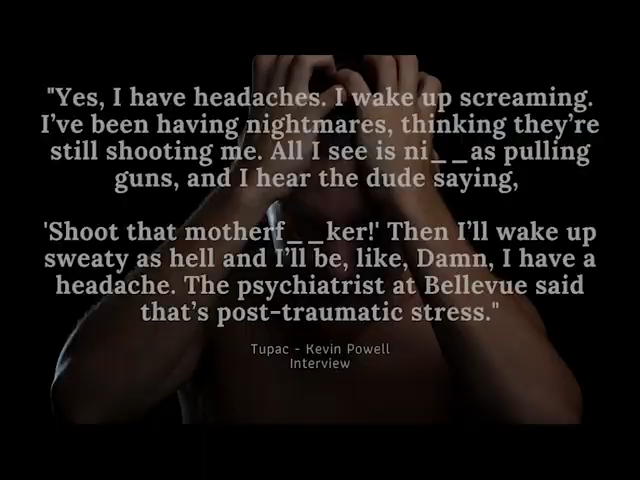 "Yes, I have headaches. I wake up screaming.
I've been having nightmares, thinking they're
still shooting me. All I see is ni__as pulling
guns, and I hear the dude saying,
'Shoot that motherf__ker!' Then I'll wake up
sweaty as hell and I'll be, like, Damn, I have a
headache. The psychiatrist at Bellevue said
that's post-traumatic stress."
Tupac - Kevin Powell
Interview